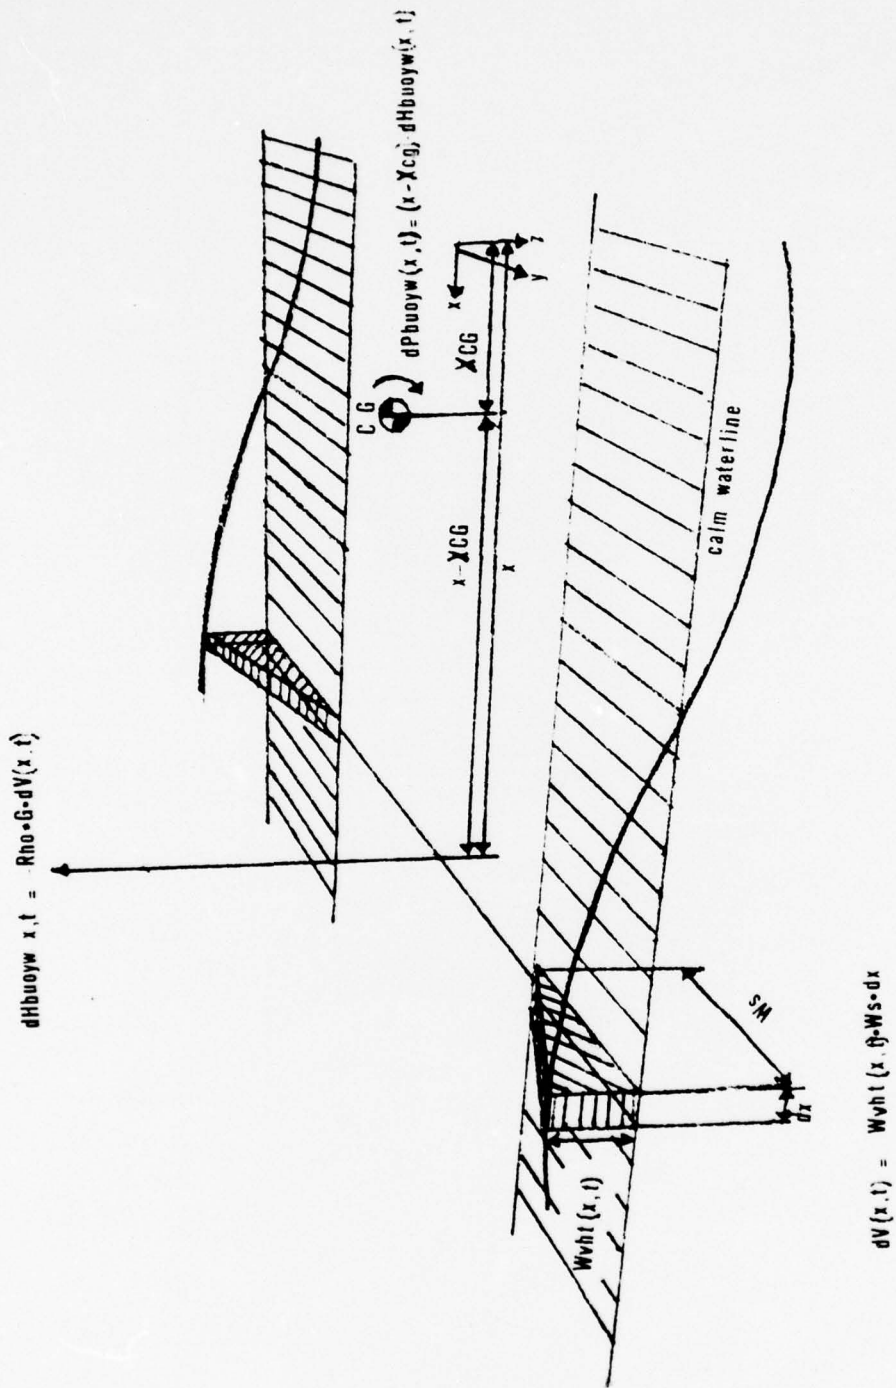 dHbuoyw x,t = -Rho•G•dV(x,t)
C G
dPbuoyw(x,t) = (x-Xcg)·dHbuoyw(x,t)
x
y
z
XCG
x-XCG
x
calm waterline
Wvht (x,t)
Ws
dx
dV(x,t) = Wvht (x,t)•Ws•dx